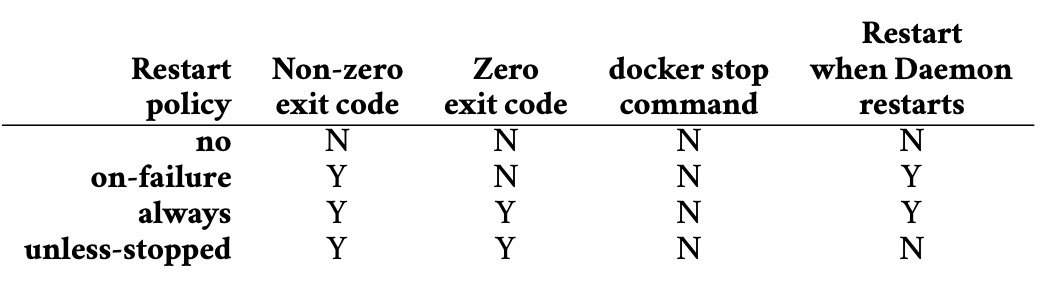 Restart
Restart Non-zero Zero docker stop when Daemon
policy exit code exit code command restarts
no N N N N
on-failure Y N N Y
always Y Y N Y
unless-stopped Y Y N N